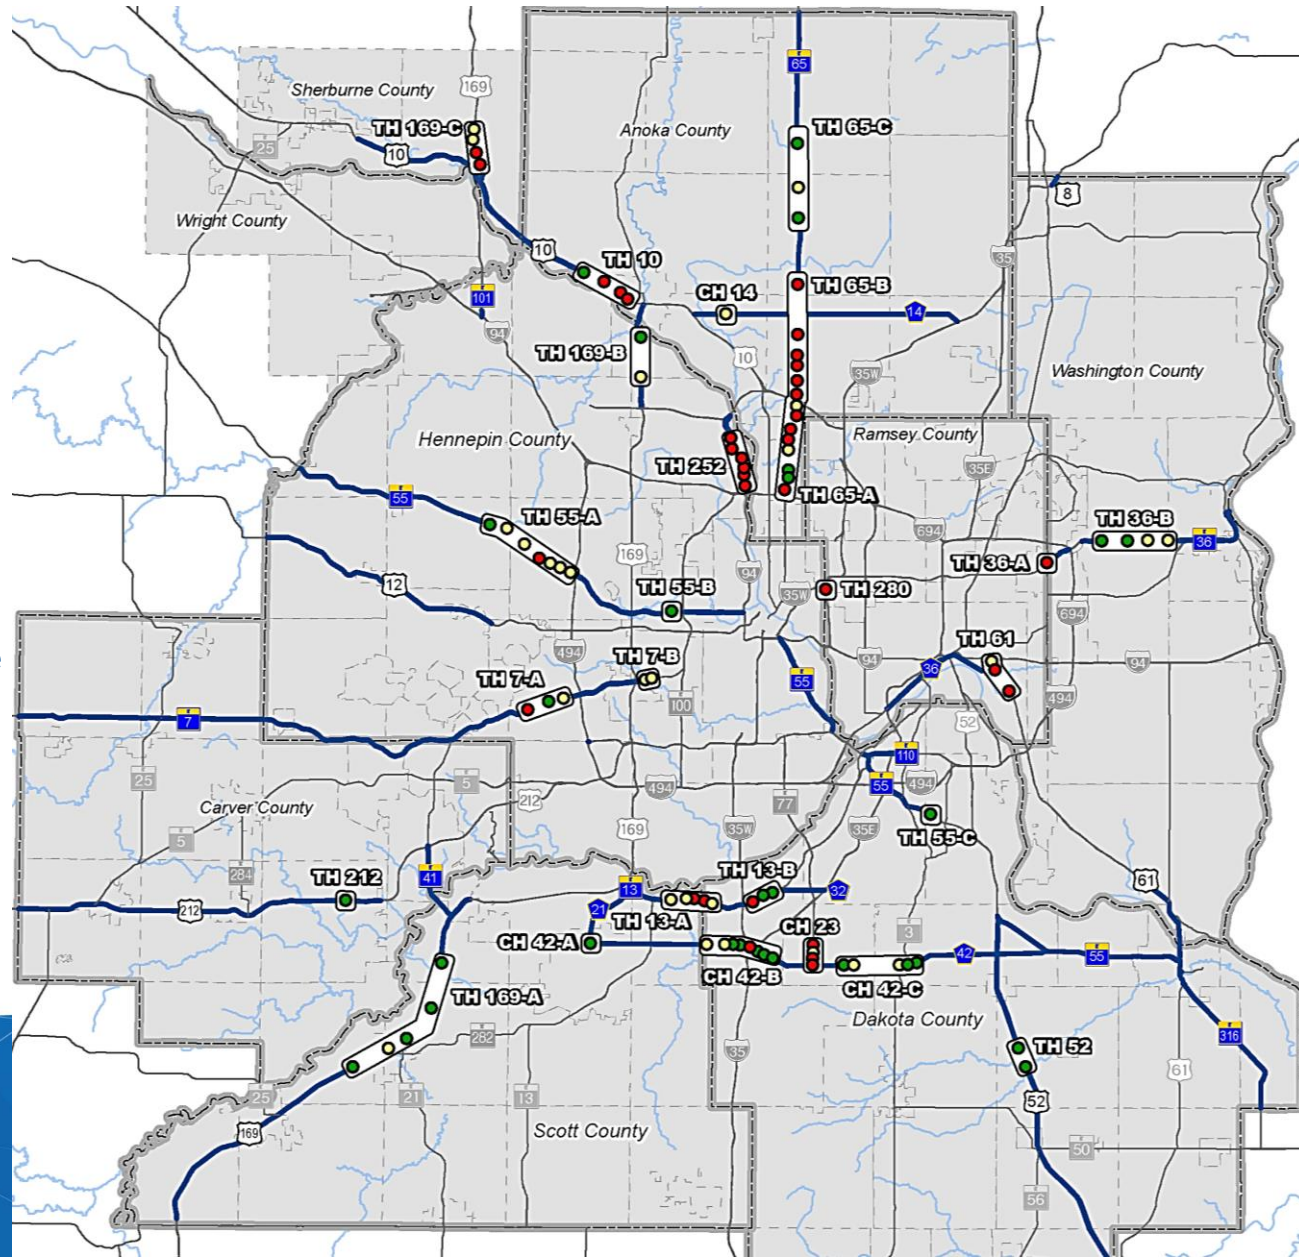 65
Sherburne County
169
TH 169-C
TH 65-C
Anoka County
25
10
8
Wright County
10
TH 10
35
TH 65-B
101
CH 14
14
94
TH 169-B
10
35W
Washington County
Hennepin County
Ramsey County
TH 252
35E
55
TH 65-A
TH 55-A
694
TH 36-B
169
36
TH 36-A
12
94
TH 55-B
35W
TH 280
694
TH 61
494
TH 7-B
94
36
94
TH 7-A
55
494
7
100
52
110
25
5
494
55
494
212
77
Carver County
169
35W
35E
TH 55-C
5
284
TH 212
41
13
TH 13-B
32
61
212
21
TH 13-A
CH 23
3
CH 42-A
42
55
CH 42-B
CH 42-C
TH 169-A
Dakota County
282
316
35
TH 52
61
25
21
13
52
169
Scott County
50
56